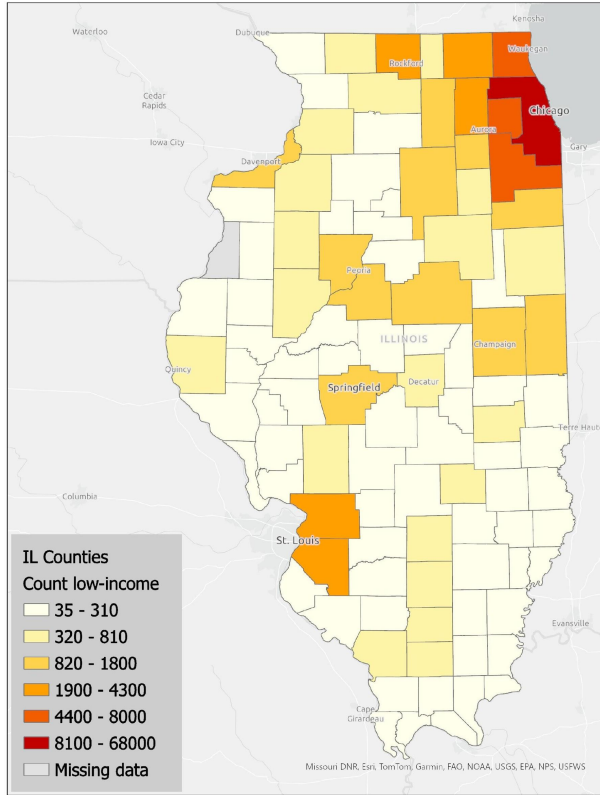 Kenosha
Waterloo
Dubuque
Waukegan
Rockford
Cedar
Rapids
Chicago
Aurora
Iowa City
Gary
Davenport
Peoria
ILLINOIS
Champaign
Quincy
Springfield
Decatur
Terre Haute
Columbia
St. Louis
IL Counties
Count low-income
35 - 310
320 - 810
820 - 1800
1900 - 4300
4400 - 8000
8100 - 68000
Missing data
Evansville
Cape
Girardeau
Missouri DNR, Esri, TomTom, Garmin, FAO, NOAA, USGS, EPA, NPS, USFWS